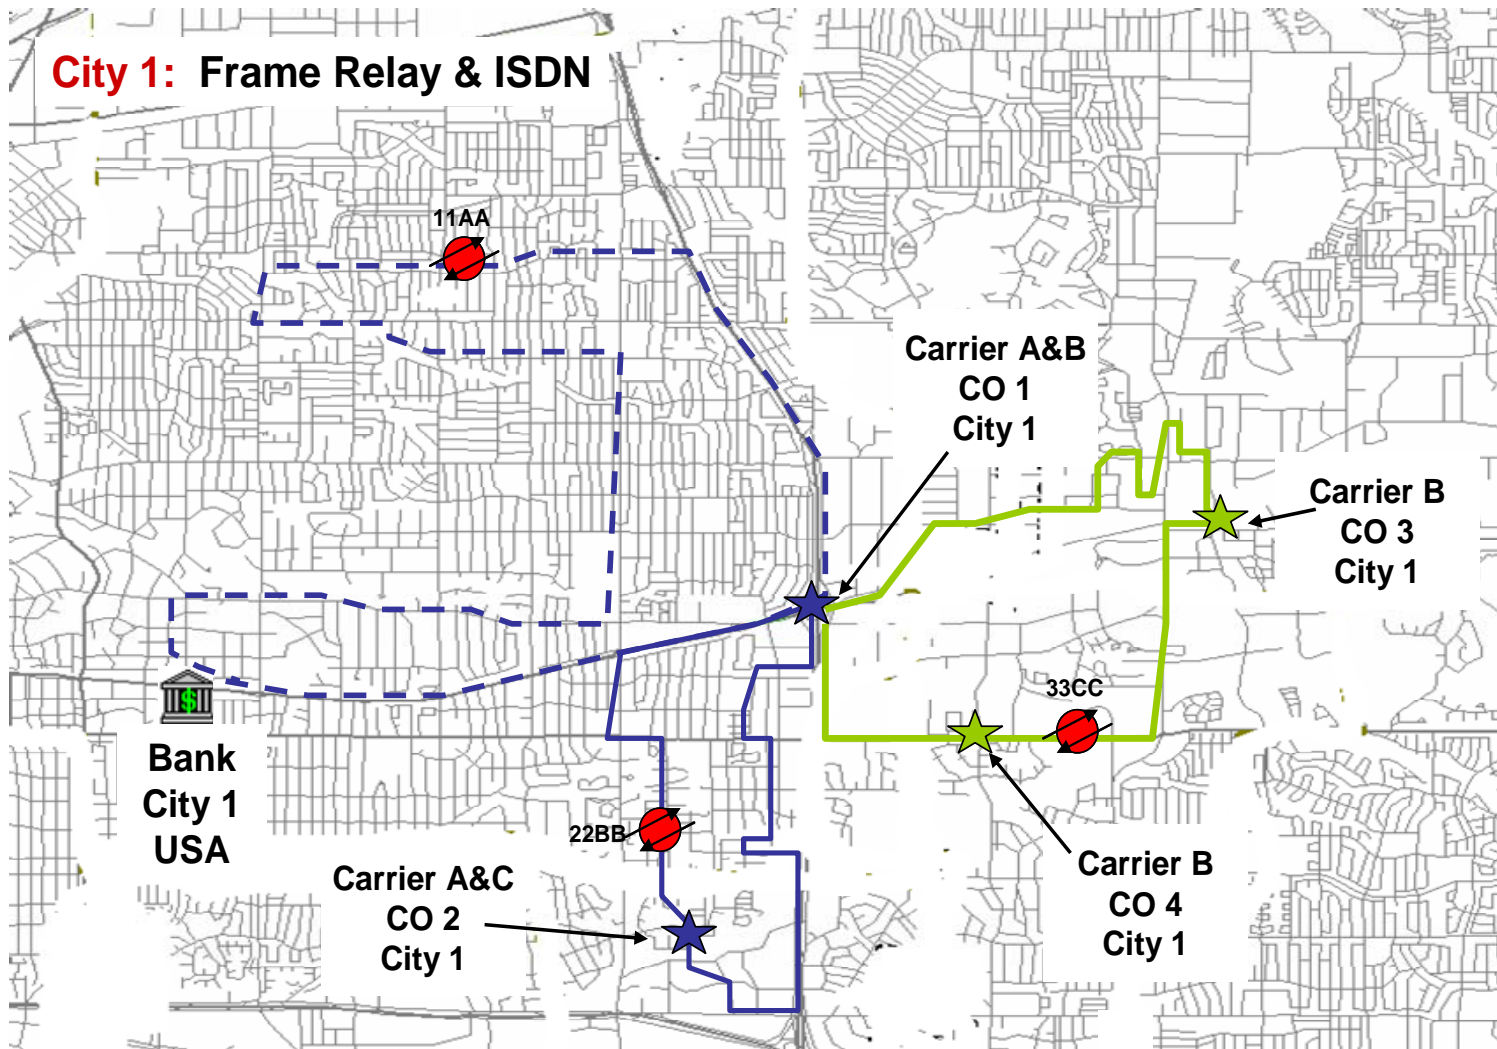 City 1: Frame Relay & ISDN
11AA
Carrier A&B
CO 1
City 1
Carrier B
CO 3
City 1
$
33CC
Bank
City 1
USA
22BB
Carrier A&C
CO 2
City 1
Carrier B
CO 4
City 1